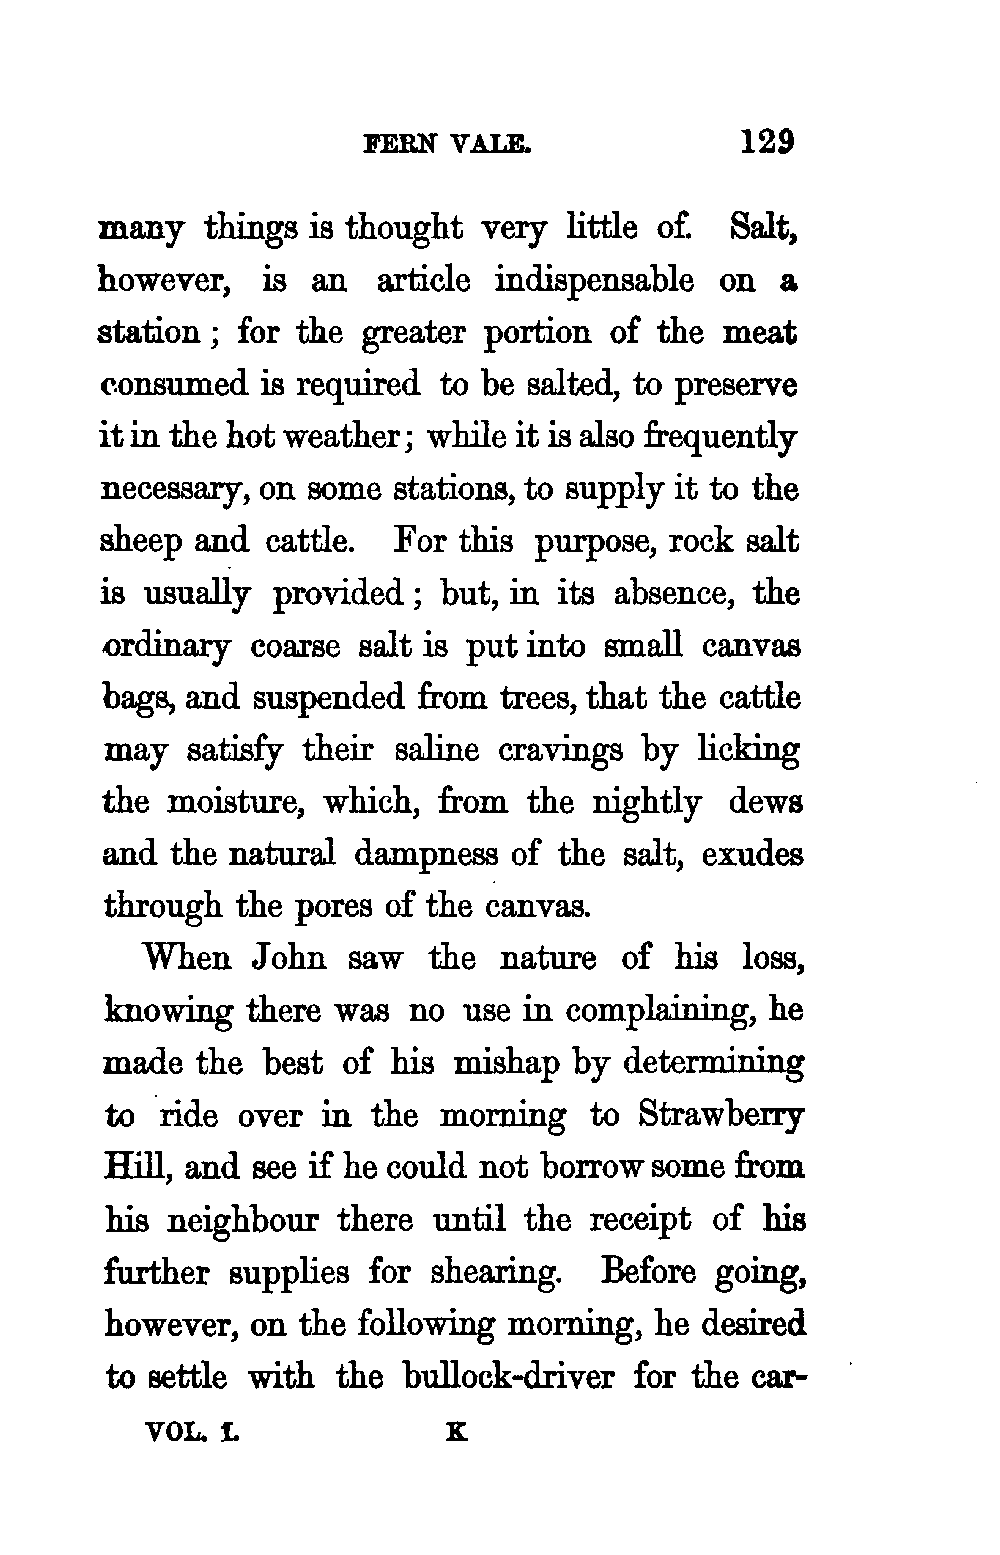 FERN VALE. 129
many things is thought very little of. Salt,
however, is an article indispensable on a
station ; for the greater portion of the meat
consumed is required to be salted, to preserve
it in the hot weather; while it is also frequently
necessary, on some stations, to supply it to the
sheep and cattle. For this purpose, rock salt
is usually provided ; but, in its absence, the
ordinary coarse salt is put into small canvas
bags, and suspended from trees, that the cattle
may satisfy their saline cravings by licking
the moisture, which, from the nightly dews
and the natural dampness of the salt, exudes
through the pores of the canvas.
When John saw the nature of his loss,
knowing there was no use in complaining, he
made the best of his mishap by determining
to ride over in the morning to Strawberry
Hill, and see if he could not borrow some from
his neighbour there until the receipt of his
further supplies for shearing. Before going,
however, on the following morning, he desired
to settle with the bullock-driver for the car-
VOL. I. K